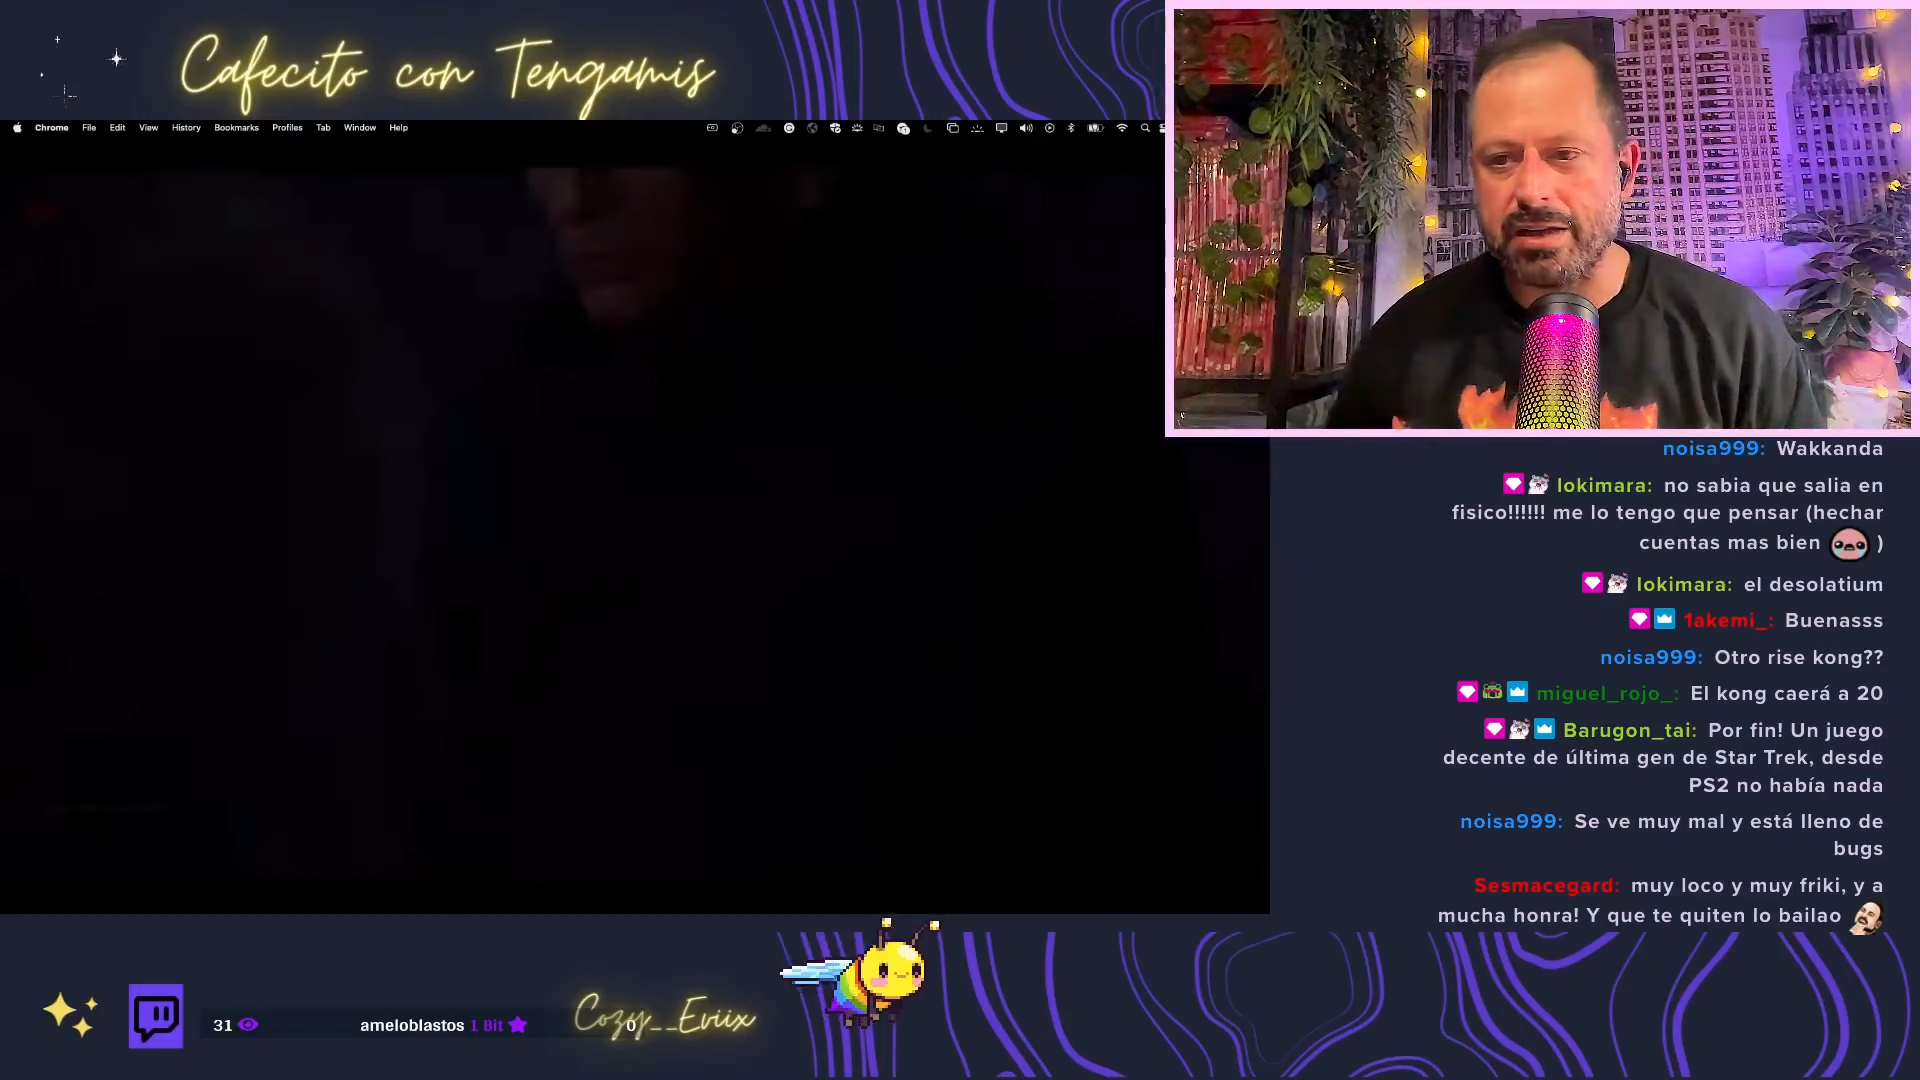 Cafecito con Tengamis
Chrome File Edit View History Bookmarks Profiles Tab Window Help
noisa999: Wakkanda
lokimara: no sabia que salia en
fisico!!!!!! me lo tengo que pensar (hechar
cuentas mas bien )
lokimara: el desolatium
1akemi_: Buenasss
noisa999: Otro rise kong??
miguel_rojo_: El kong caerá a 20
Barugon_tai: Por fin! Un juego
decente de última gen de Star Trek, desde
PS2 no había nada
noisa999: Se ve muy mal y está lleno de
bugs
Sesmacegard: muy loco y muy friki, y a
mucha honra! Y que te quiten lo bailao
31 ameloblastos 1 Bit Cozy__Eviix 0